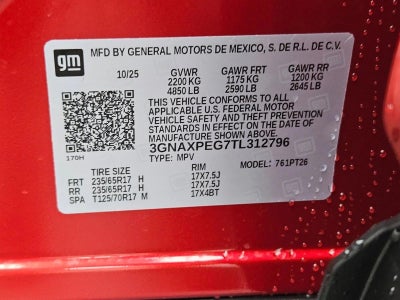 gm
MFD BY GENERAL MOTORS DE MEXICO, S. DE R.L. DE C.V.
10/25 GVWR GAWR FRT GAWR RR
2200 KG 1175 KG 1200 KG
4850 LB 2590 LB 2645 LB
THIS VEHICLE CONFORMS TO ALL
APPLICABLE U.S. FEDERAL MOTOR
VEHICLE SAFETY AND THEFT PREVENTION
STANDARDS IN EFFECT ON THE DATE OF
MANUFACTURE SHOWN ABOVE.
170H
3GNAXPEG7TL312796
TYPE: MPV MODEL: 761PT26
TIRE SIZE RIM
FRT 235/65R17 H 17X7.5J
RR 235/65R17 H 17X7.5J
SPA T125/70R17 M 17X4BT